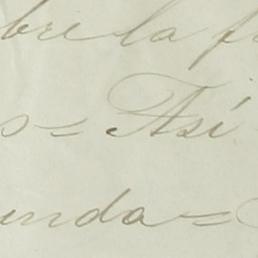 bre la f
s = Así
unda =